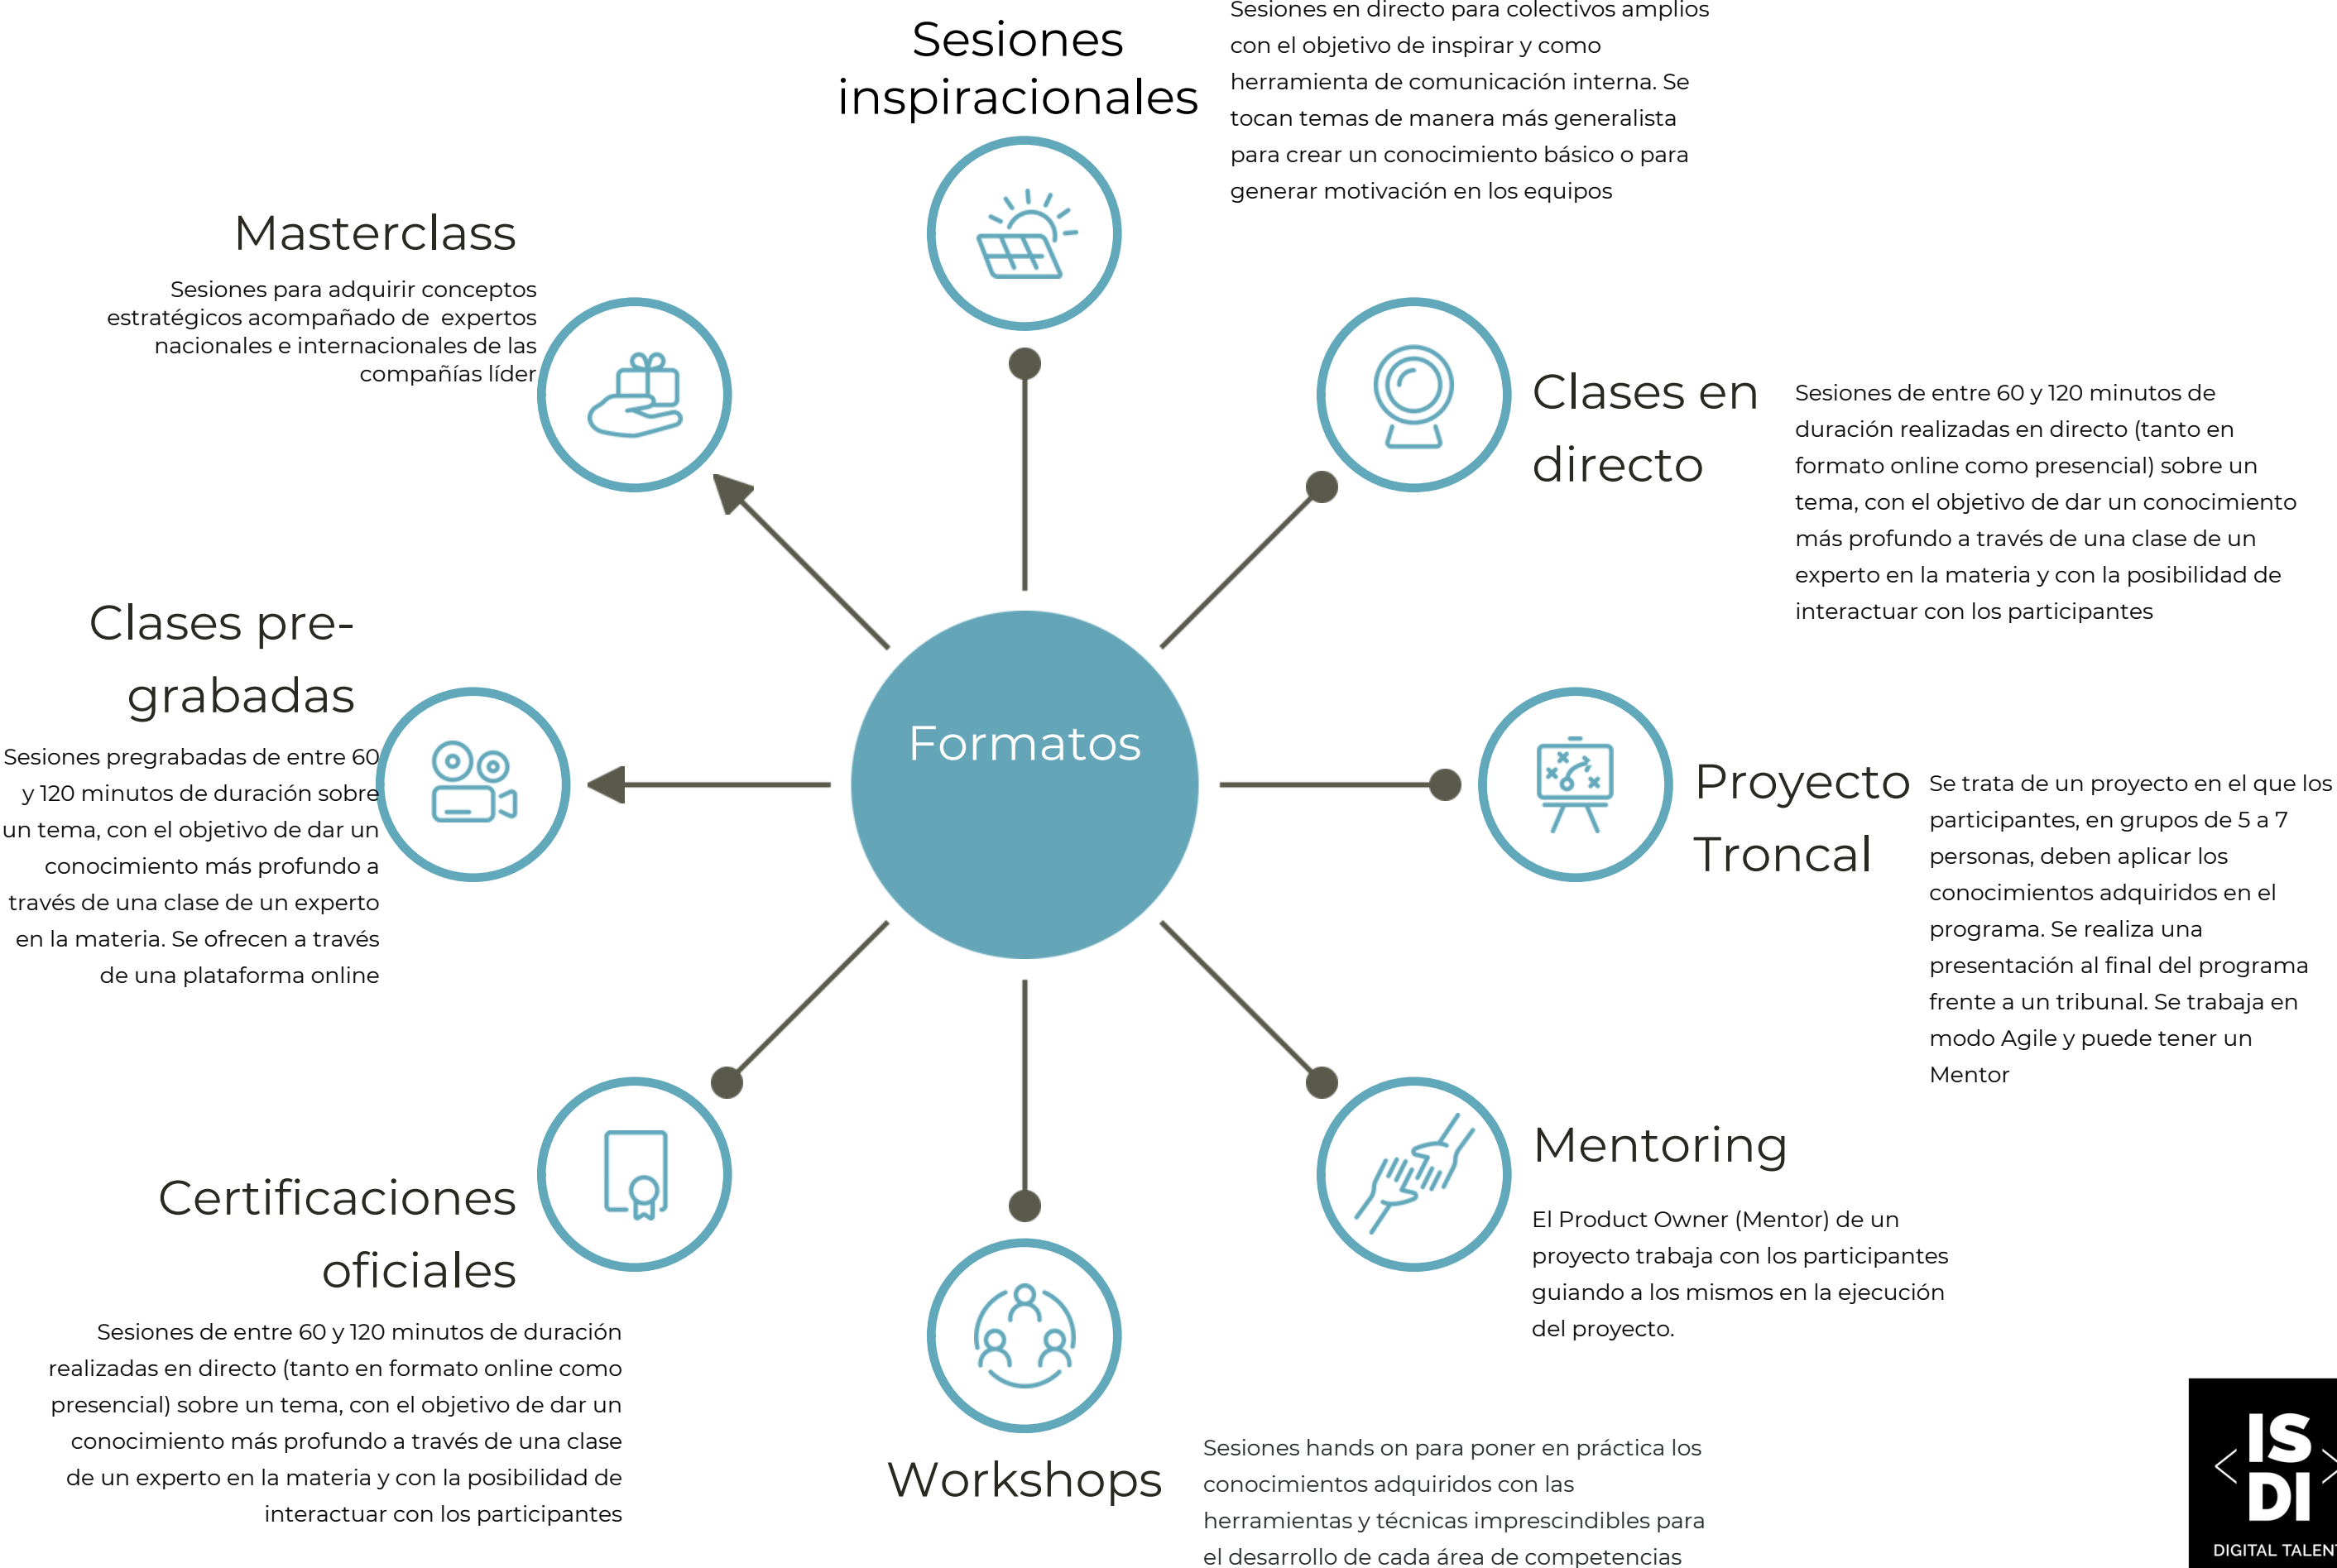 Sesiones
inspiracionales
Sesiones en directo para colectivos amplios
con el objetivo de inspirar y como
herramienta de comunicación interna. Se
tocan temas de manera más generalista
para crear un conocimiento básico o para
generar motivación en los equipos
Masterclass
Sesiones para adquirir conceptos
estratégicos acompañado de expertos
nacionales e internacionales de las
compañías líder
Clases en
directo
Sesiones de entre 60 y 120 minutos de
duración realizadas en directo (tanto en
formato online como presencial) sobre un
tema, con el objetivo de dar un conocimiento
más profundo a través de una clase de un
experto en la materia y con la posibilidad de
interactuar con los participantes
Clases pre-
grabadas
Sesiones pregrabadas de entre 60
y 120 minutos de duración sobre
un tema, con el objetivo de dar un
conocimiento más profundo a
través de una clase de un experto
en la materia. Se ofrecen a través
de una plataforma online
Formatos
Proyecto
Troncal
Se trata de un proyecto en el que los
participantes, en grupos de 5 a 7
personas, deben aplicar los
conocimientos adquiridos en el
programa. Se realiza una
presentación al final del programa
frente a un tribunal. Se trabaja en
modo Agile y puede tener un
Mentor
Certificaciones
oficiales
Sesiones de entre 60 y 120 minutos de duración
realizadas en directo (tanto en formato online como
presencial) sobre un tema, con el objetivo de dar un
conocimiento más profundo a través de una clase
de un experto en la materia y con la posibilidad de
interactuar con los participantes
Mentoring
El Product Owner (Mentor) de un
proyecto trabaja con los participantes
guiando a los mismos en la ejecución
del proyecto.
Workshops
Sesiones hands on para poner en práctica los
conocimientos adquiridos con las
herramientas y técnicas imprescindibles para
el desarrollo de cada área de competencias
<IS
DI>
DIGITAL TALENT